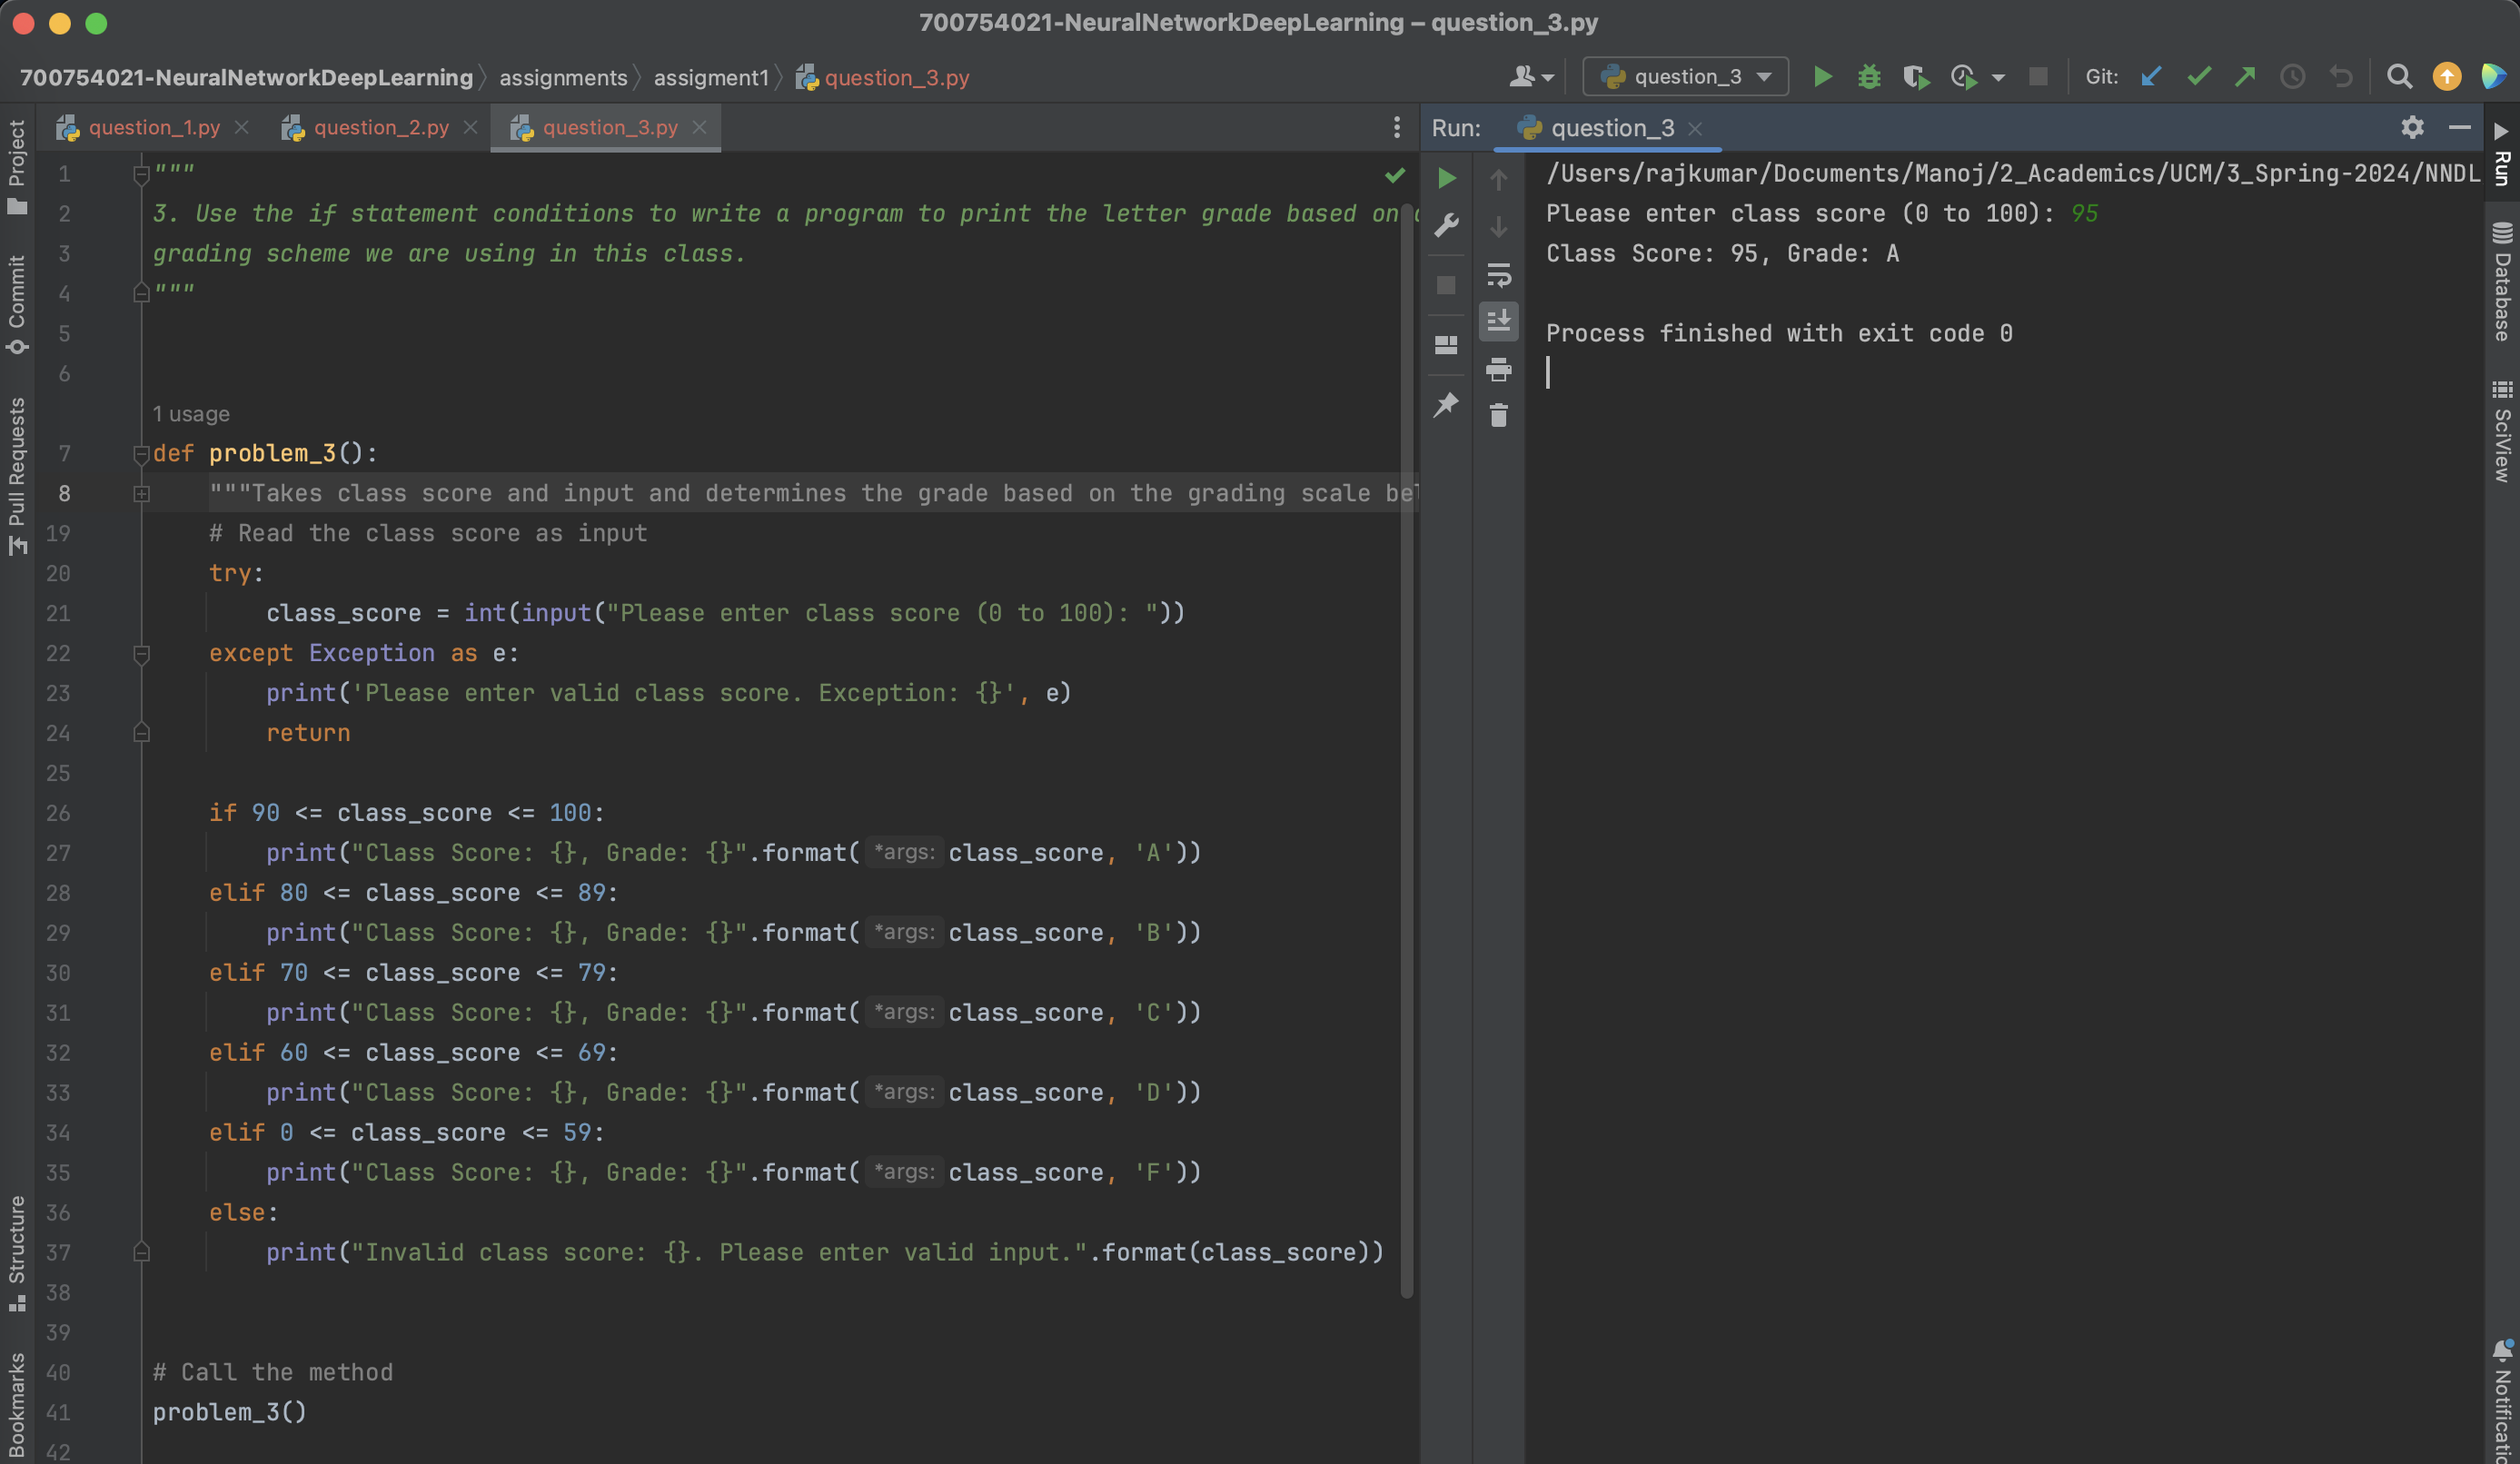 700754021-NeuralNetworkDeepLearning – question_3.py
700754021-NeuralNetworkDeepLearning
assignments
assigment1
question_3.py
question_3
Git:
question_1.py
question_2.py
question_3.py
Run:
question_3
Project
Commit
Pull Requests
Structure
Bookmarks
1 """
2 3. Use the if statement conditions to write a program to print the letter grade based on
3 grading scheme we are using in this class.
4 """
5
6
1 usage
7 def problem_3():
8     """Takes class score and input and determines the grade based on the grading scale
19     # Read the class score as input
20     try:
21         class_score = int(input("Please enter class score (0 to 100): "))
22     except Exception as e:
23         print('Please enter valid class score. Exception: {}', e)
24         return
25
26     if 90 <= class_score <= 100:
27         print("Class Score: {}, Grade: {}".format( *args: class_score, 'A'))
28     elif 80 <= class_score <= 89:
29         print("Class Score: {}, Grade: {}".format( *args: class_score, 'B'))
30     elif 70 <= class_score <= 79:
31         print("Class Score: {}, Grade: {}".format( *args: class_score, 'C'))
32     elif 60 <= class_score <= 69:
33         print("Class Score: {}, Grade: {}".format( *args: class_score, 'D'))
34     elif 0 <= class_score <= 59:
35         print("Class Score: {}, Grade: {}".format( *args: class_score, 'F'))
36     else:
37         print("Invalid class score: {}. Please enter valid input.".format(class_score))
38
39
40 # Call the method
41 problem_3()
42
/Users/rajkumar/Documents/Manoj/2_Academics/UCM/3_Spring-2024/NNDL
Please enter class score (0 to 100): 95
Class Score: 95, Grade: A
Process finished with exit code 0
Run
Database
SciView